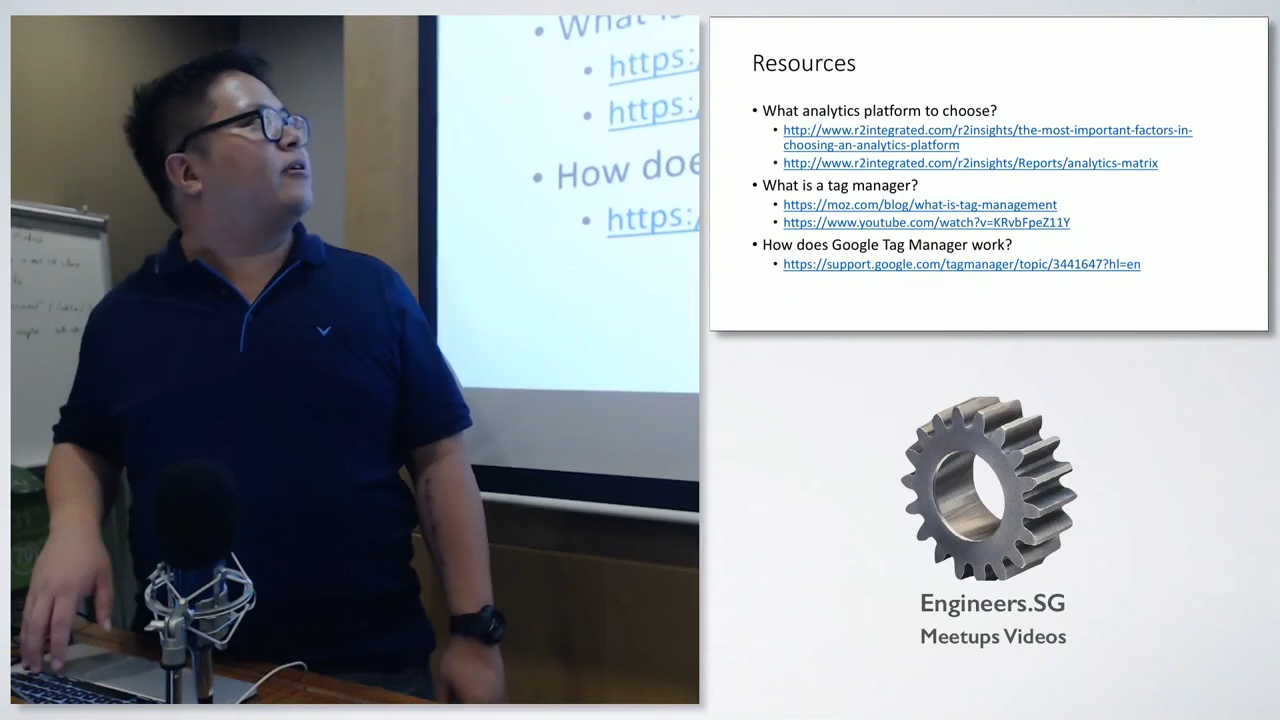 • What is
• https:/
• https:/
• How doe
• https:/
Resources
• What analytics platform to choose?
• http://www.r2integrated.com/r2insights/the-most-important-factors-in-
choosing-an-analytics-platform
• http://www.r2integrated.com/r2insights/Reports/analytics-matrix
• What is a tag manager?
• https://moz.com/blog/what-is-tag-management
• https://www.youtube.com/watch?v=KRvbFpeZ11Y
• How does Google Tag Manager work?
• https://support.google.com/tagmanager/topic/3441647?hl=en
Engineers.SG
Meetups Videos